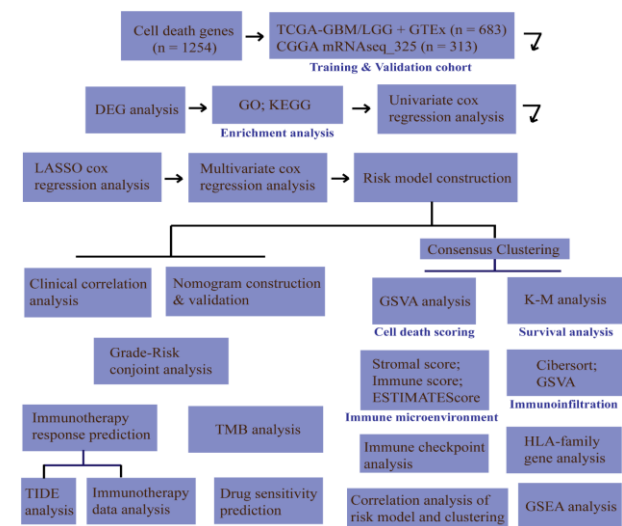 Cell death genes
(n = 1254)
TCGA-GBM/LGG + GTEx (n = 683)
CGGA mRNAseq_325 (n = 313)
Training & Validation cohort
DEG analysis
GO; KEGG
Enrichment analysis
Univariate cox
regression analysis
LASSO cox
regression analysis
Multivariate cox
regression analysis
Risk model construction
Consensus Clustering
Clinical correlation
analysis
Nomogram construction
& validation
GSVA analysis
Cell death scoring
K-M analysis
Survival analysis
Grade-Risk
conjoint analysis
Stromal score;
Immune score;
ESTIMATEScore
Immune microenvironment
Cibersort;
GSVA
Immunoinfiltration
Immunotherapy
response prediction
TMB analysis
Immune checkpoint
analysis
HLA-family
gene analysis
TIDE
analysis
Immunotherapy
data analysis
Drug sensitivity
prediction
Correlation analysis of
risk model and clustering
GSEA analysis